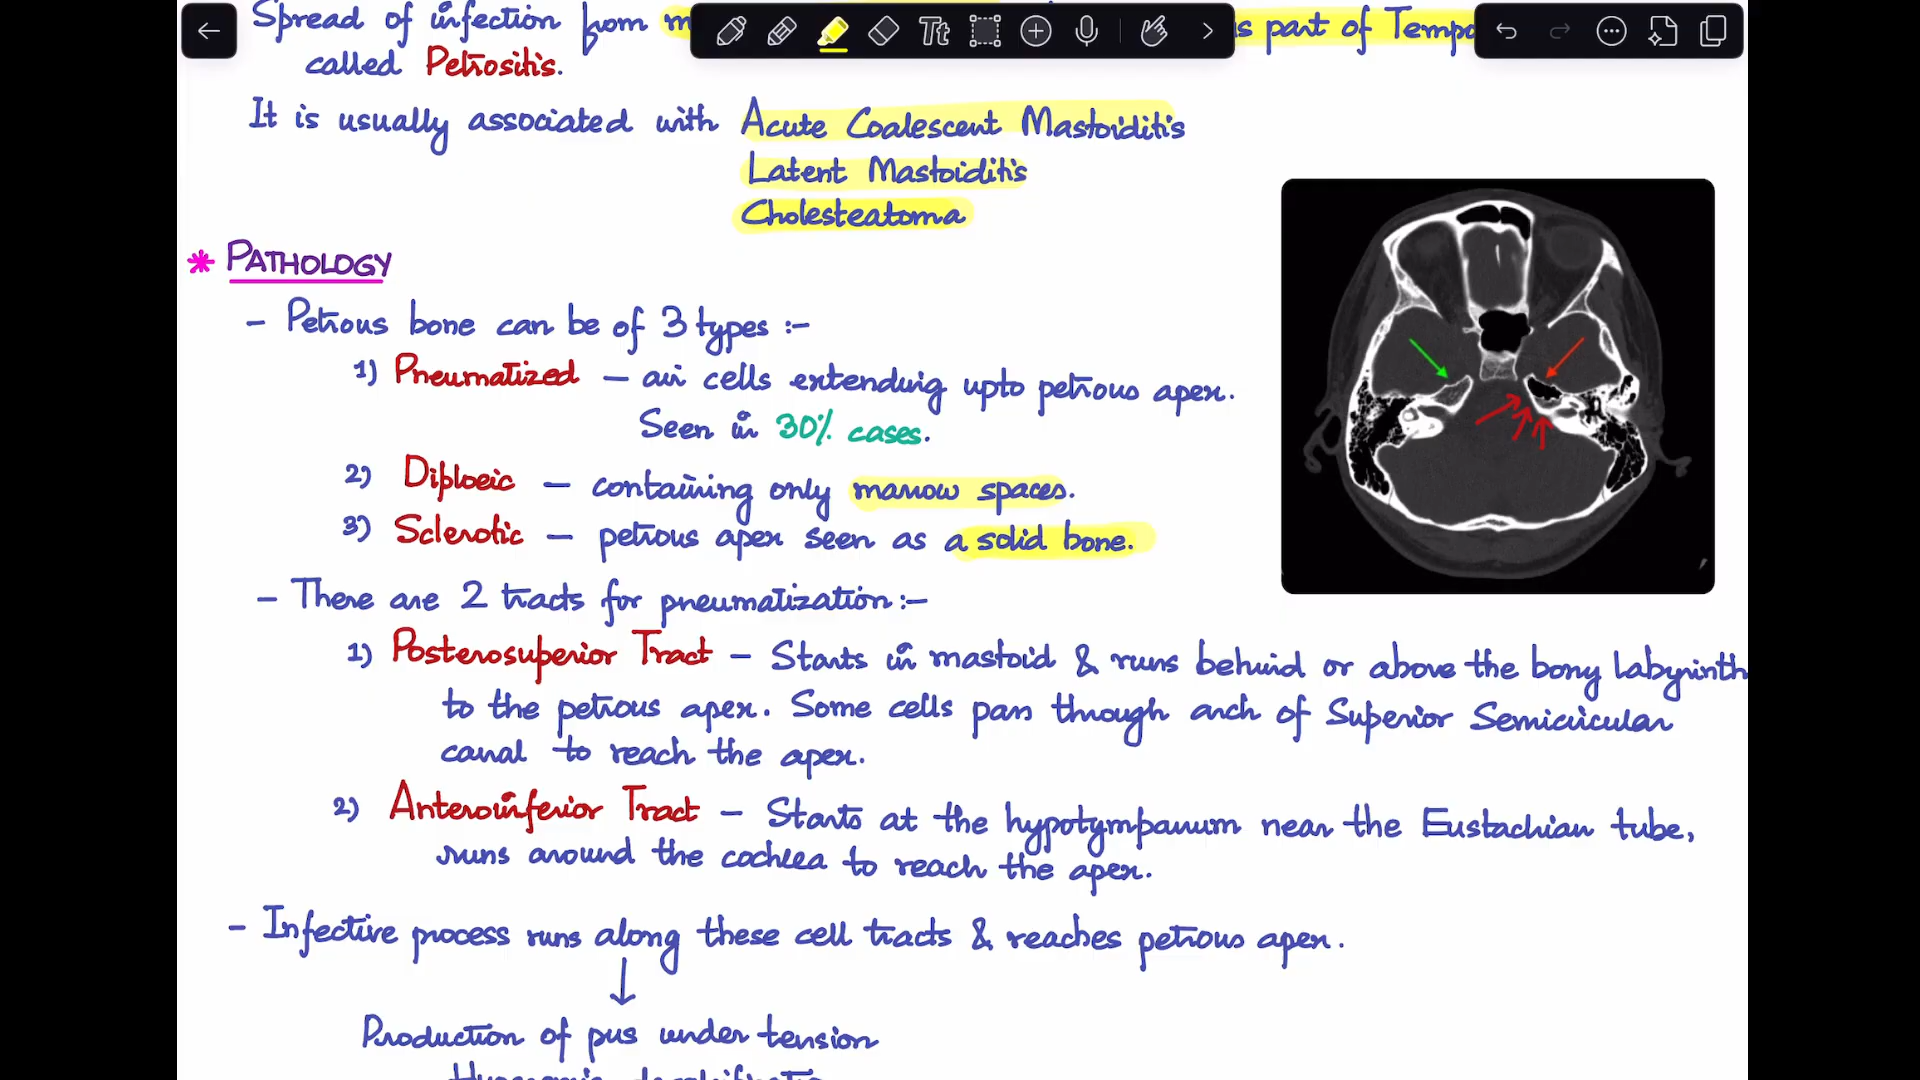 Spread of infection from m
s part of Tempo
called Petrositis.
It is usually associated with Acute Coalescent Mastoiditis
Latent Mastoiditis
Cholesteatoma
* PATHOLOGY
- Petrous bone can be of 3 types :-
1) Pneumatized - air cells extending upto petrous apex.
Seen in 30% cases.
2) Diploeic - containing only marrow spaces.
3) Sclerotic - petrous apex seen as a solid bone.
- There are 2 tracts for pneumatization :-
1) Posterosuperior Tract - Starts in mastoid & runs behind or above the bony labyrinth
to the petrous apex. Some cells pass through arch of Superior Semicircular
canal to reach the apex.
2) Anteroinferior Tract - Starts at the hypotympanum near the Eustachian tube,
runs around the cochlea to reach the apex.
- Infective process runs along these cell tracts & reaches petrous apex.
↓
Production of pus under tension